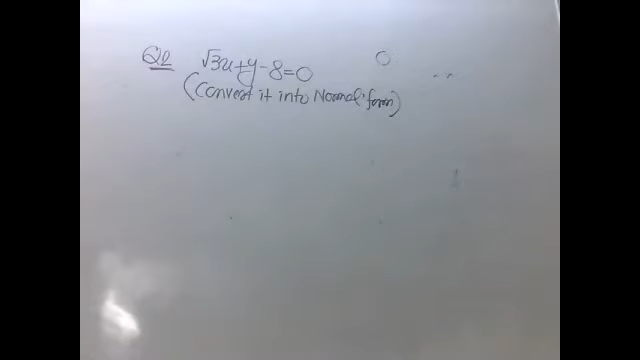 Q2 √3x+y-8=0
(Convert it into Normal form)